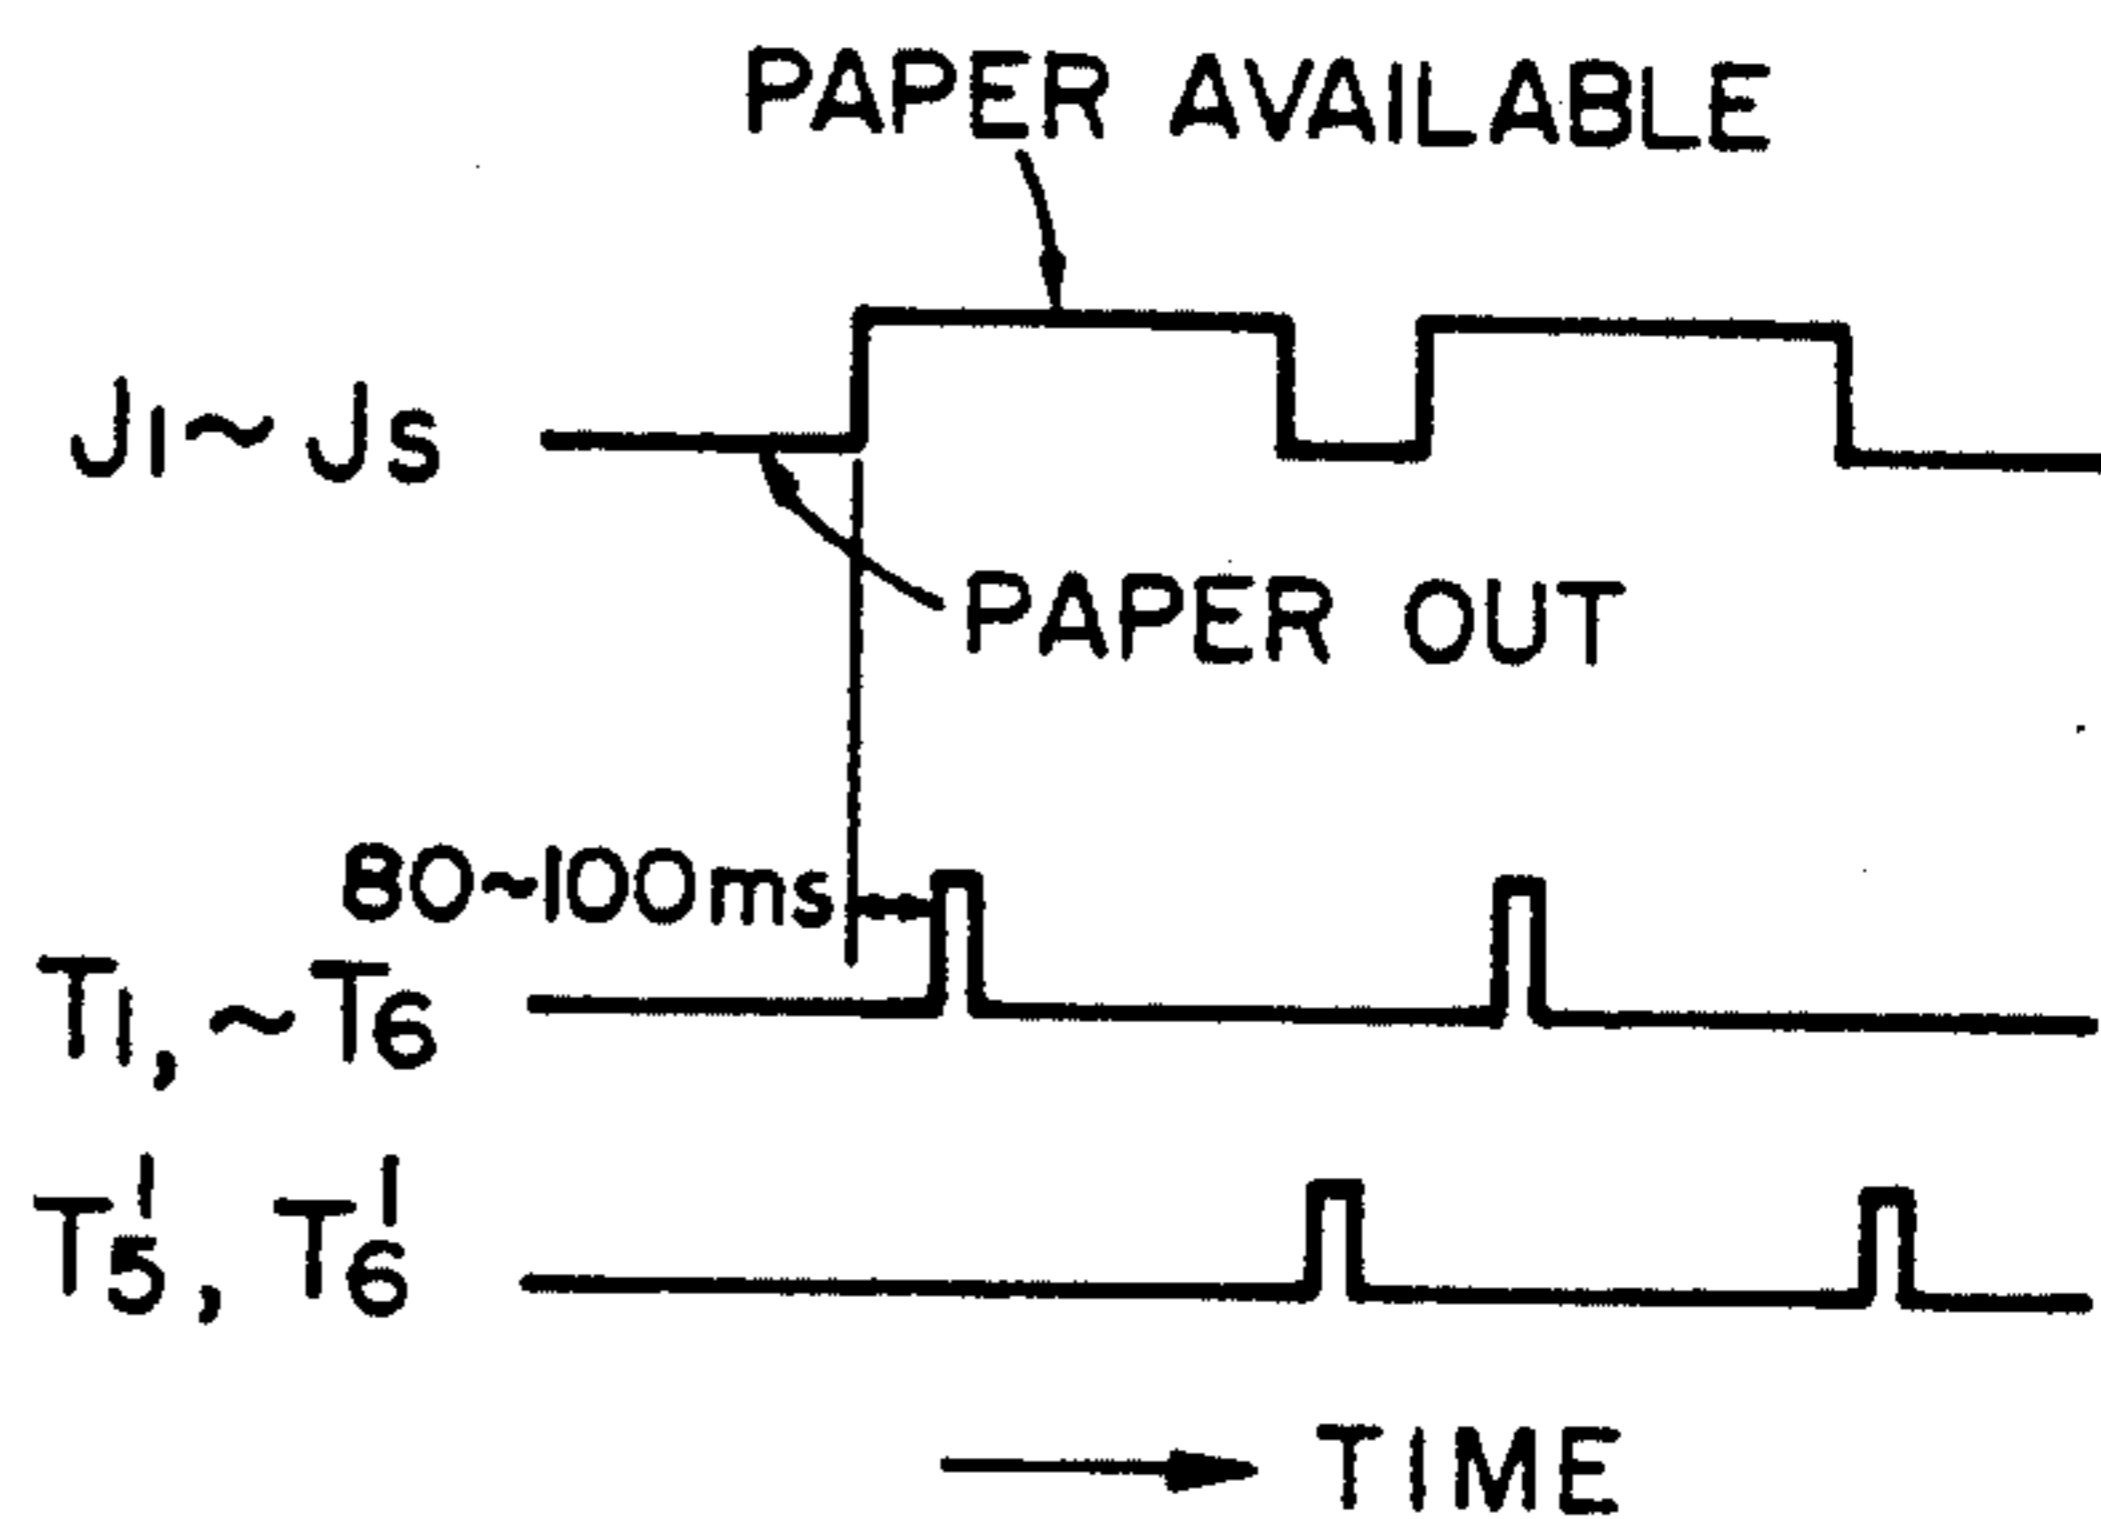 PAPER AVAILABLE
J1~JS
PAPER OUT
80~100ms
T1,~T6
T5', T6'
TIME